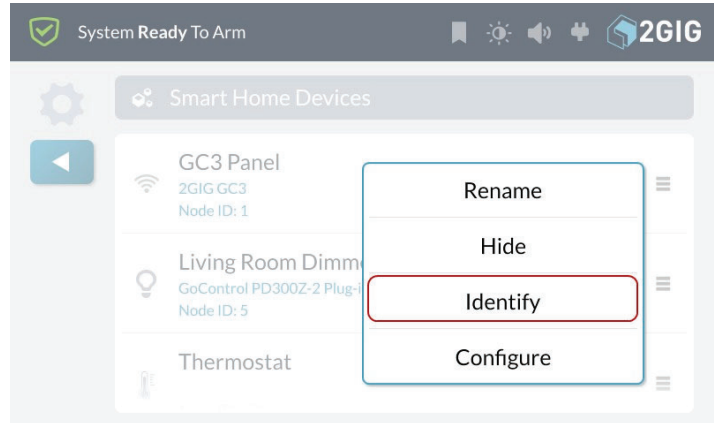 System Ready To Arm
2GIG
Smart Home Devices
GC3 Panel
2GIG GC3
Node ID: 1
Living Room Dimm
GoControl PD300Z-2 Plug-i
Node ID: 5
Thermostat
Rename
Hide
Identify
Configure